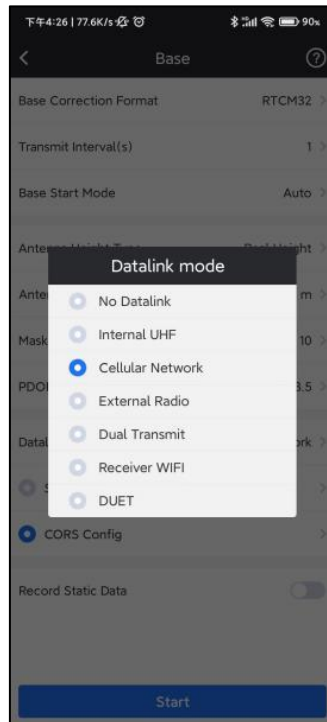 下午4:26 | 77.6K/s
90%
Base
Base Correction Format RTCM32
Transmit Interval(s) 1
Base Start Mode Auto
Datalink mode
No Datalink
Internal UHF
Cellular Network
External Radio
Dual Transmit
Receiver WIFI
DUET
Mask 10
m
CORS Config
Record Static Data
Start